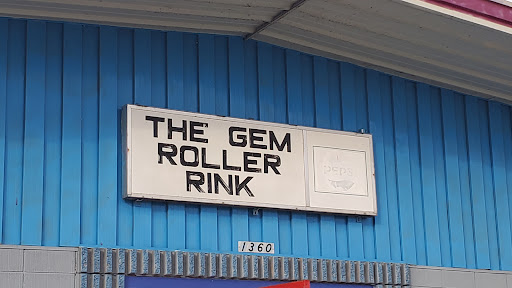 THE GEM
ROLLER
RINK
1360